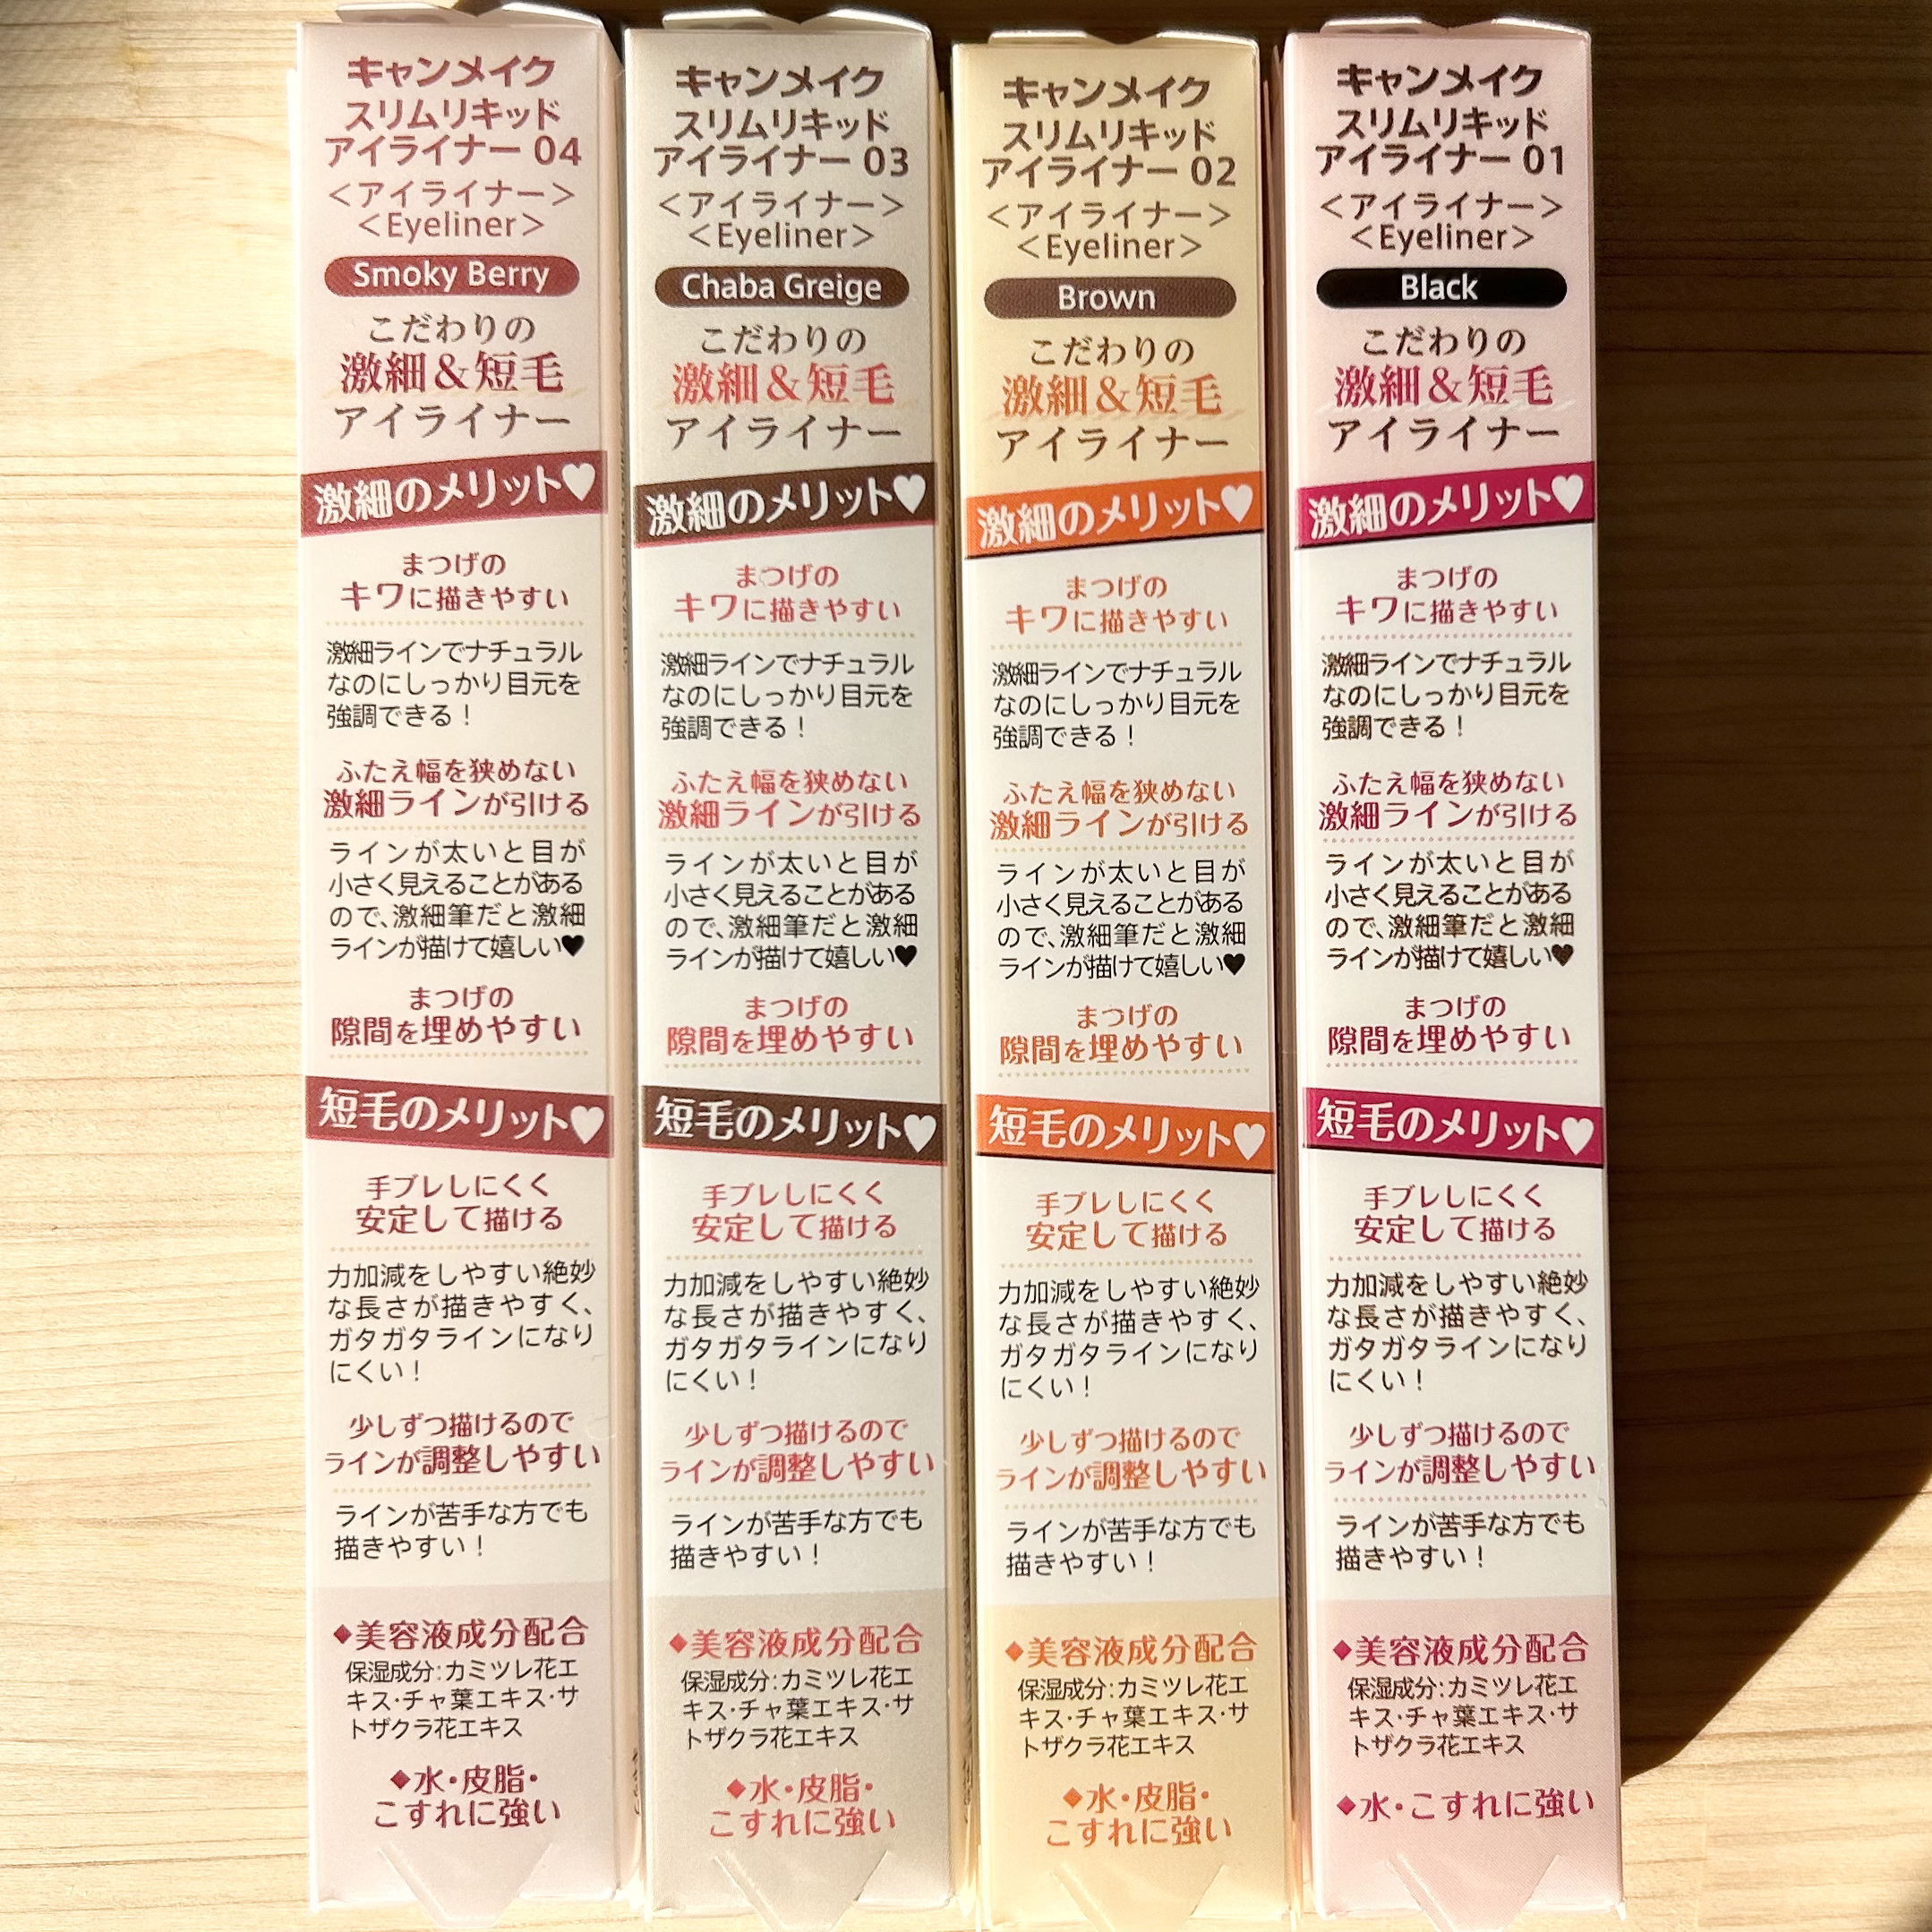 キャンメイク
スリムリキッド
アイライナー 04
＜アイライナー＞
＜Eyeliner＞
Smoky Berry
こだわりの
激細＆短毛
アイライナー
激細のメリット♥
まつげの
キワに描きやすい
激細ラインでナチュラル
なのにしっかり目元を
強調できる！
ふたえ幅を狭めない
激細ラインが引ける
ラインが太いと目が
小さく見えることがある
ので、激細筆だと激細
ラインが描けて嬉しい♥
まつげの
隙間を埋めやすい
短毛のメリット♥
手ブレしにくく
安定して描ける
力加減をしやすい絶妙
な長さが描きやすく、
ガタガタラインになり
にくい！
少しずつ描けるので
ラインが調整しやすい
ラインが苦手な方でも
描きやすい！
◆美容液成分配合
保湿成分：カミツレ花エ
キス・チャ葉エキス・サ
トザクラ花エキス
◆水・皮脂・
こすれに強い
キャンメイク
スリムリキッド
アイライナー 03
＜アイライナー＞
＜Eyeliner＞
Chaba Greige
こだわりの
激細＆短毛
アイライナー
激細のメリット♥
まつげの
キワに描きやすい
激細ラインでナチュラル
なのにしっかり目元を
強調できる！
ふたえ幅を狭めない
激細ラインが引ける
ラインが太いと目が
小さく見えることがある
ので、激細筆だと激細
ラインが描けて嬉しい♥
まつげの
隙間を埋めやすい
短毛のメリット♥
手ブレしにくく
安定して描ける
力加減をしやすい絶妙
な長さが描きやすく、
ガタガタラインになり
にくい！
少しずつ描けるので
ラインが調整しやすい
ラインが苦手な方でも
描きやすい！
◆美容液成分配合
保湿成分：カミツレ花エ
キス・チャ葉エキス・サ
トザクラ花エキス
◆水・皮脂・
こすれに強い
キャンメイク
スリムリキッド
アイライナー 02
＜アイライナー＞
＜Eyeliner＞
Brown
こだわりの
激細＆短毛
アイライナー
激細のメリット♥
まつげの
キワに描きやすい
激細ラインでナチュラル
なのにしっかり目元を
強調できる！
ふたえ幅を狭めない
激細ラインが引ける
ラインが太いと目が
小さく見えることがある
ので、激細筆だと激細
ラインが描けて嬉しい♥
まつげの
隙間を埋めやすい
短毛のメリット♥
手ブレしにくく
安定して描ける
力加減をしやすい絶妙
な長さが描きやすく、
ガタガタラインになり
にくい！
少しずつ描けるので
ラインが調整しやすい
ラインが苦手な方でも
描きやすい！
◆美容液成分配合
保湿成分：カミツレ花エ
キス・チャ葉エキス・サ
トザクラ花エキス
◆水・皮脂・
こすれに強い
キャンメイク
スリムリキッド
アイライナー 01
＜アイライナー＞
＜Eyeliner＞
Black
こだわりの
激細＆短毛
アイライナー
激細のメリット♥
まつげの
キワに描きやすい
激細ラインでナチュラル
なのにしっかり目元を
強調できる！
ふたえ幅を狭めない
激細ラインが引ける
ラインが太いと目が
小さく見えることがある
ので、激細筆だと激細
ラインが描けて嬉しい♥
まつげの
隙間を埋めやすい
短毛のメリット♥
手ブレしにくく
安定して描ける
力加減をしやすい絶妙
な長さが描きやすく、
ガタガタラインになり
にくい！
少しずつ描けるので
ラインが調整しやすい
ラインが苦手な方でも
描きやすい！
◆美容液成分配合
保湿成分：カミツレ花エ
キス・チャ葉エキス・サ
トザクラ花エキス
◆水・こすれに強い